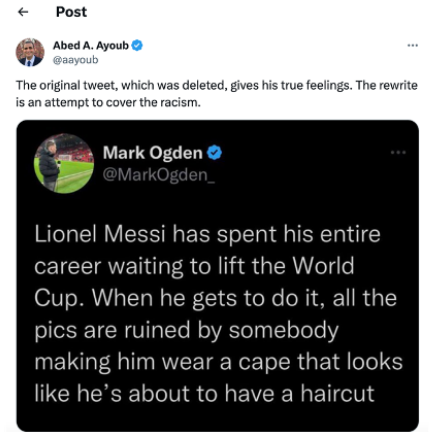 Post
Abed A. Ayoub
@aayoub
The original tweet, which was deleted, gives his true feelings. The rewrite
is an attempt to cover the racism.
Mark Ogden
@MarkOgden_
Lionel Messi has spent his entire
career waiting to lift the World
Cup. When he gets to do it, all the
pics are ruined by somebody
making him wear a cape that looks
like he's about to have a haircut